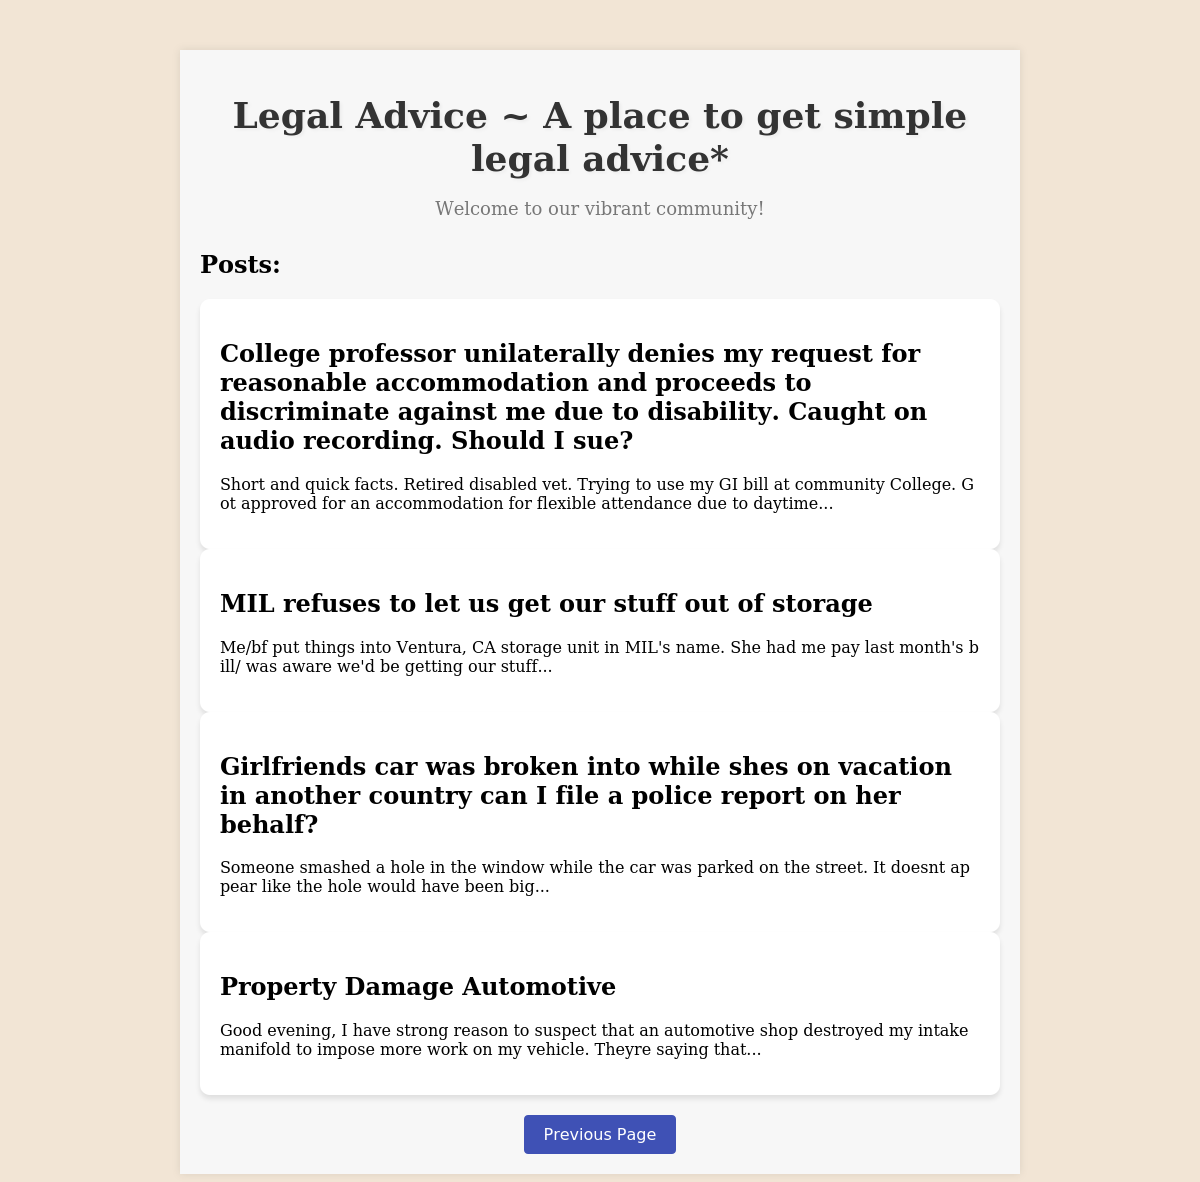 Legal Advice ~ A place to get simple
legal advice*
Welcome to our vibrant community!
Posts:
College professor unilaterally denies my request for
reasonable accommodation and proceeds to
discriminate against me due to disability. Caught on
audio recording. Should I sue?
Short and quick facts. Retired disabled vet. Trying to use my GI bill at community College. G
ot approved for an accommodation for flexible attendance due to daytime...
MIL refuses to let us get our stuff out of storage
Me/bf put things into Ventura, CA storage unit in MIL's name. She had me pay last month's b
ill/ was aware we'd be getting our stuff...
Girlfriends car was broken into while shes on vacation
in another country can I file a police report on her
behalf?
Someone smashed a hole in the window while the car was parked on the street. It doesnt ap
pear like the hole would have been big...
Property Damage Automotive
Good evening, I have strong reason to suspect that an automotive shop destroyed my intake
manifold to impose more work on my vehicle. Theyre saying that...
Previous Page